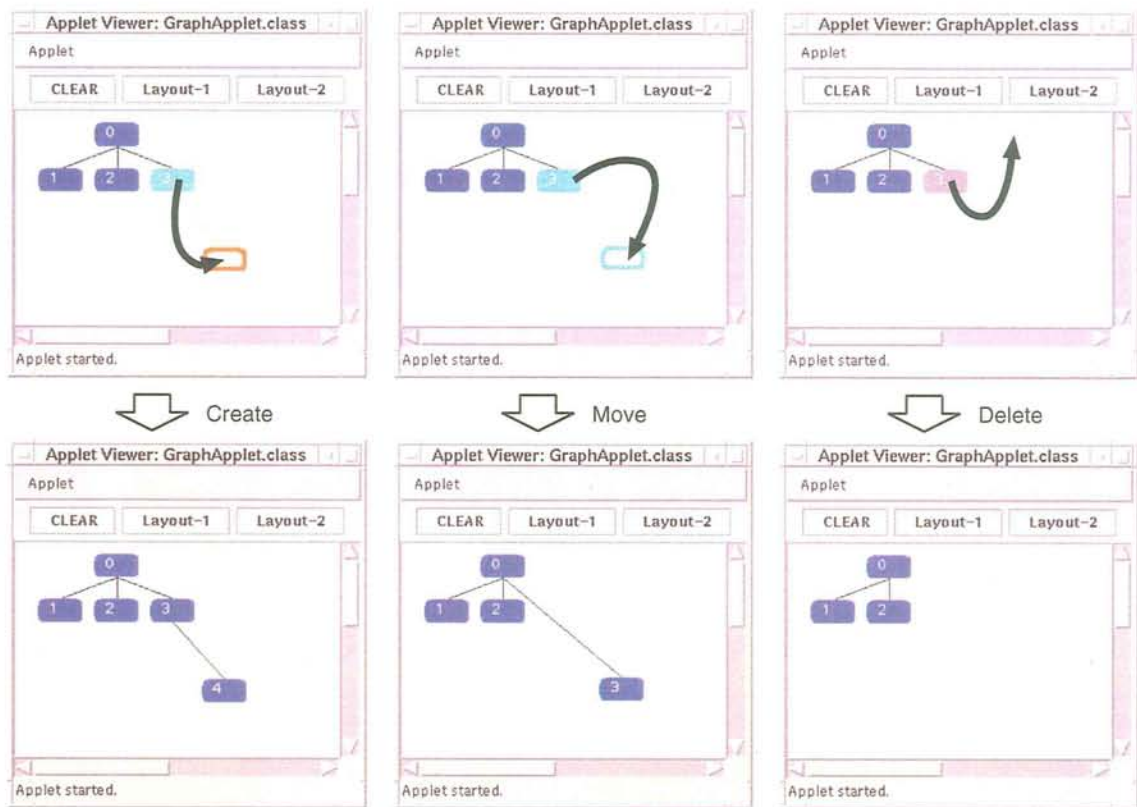 Applet Viewer: GraphApplet.class
Applet
CLEAR Layout-1 Layout-2
0
1 2 3
Applet started.
Applet Viewer: GraphApplet.class
Applet
CLEAR Layout-1 Layout-2
0
1 2 3
Applet started.
Applet Viewer: GraphApplet.class
Applet
CLEAR Layout-1 Layout-2
0
1 2 3
Applet started.
Create
Move
Delete
Applet Viewer: GraphApplet.class
Applet
CLEAR Layout-1 Layout-2
0
1 2 3
4
Applet started.
Applet Viewer: GraphApplet.class
Applet
CLEAR Layout-1 Layout-2
0
1 2
3
Applet started.
Applet Viewer: GraphApplet.class
Applet
CLEAR Layout-1 Layout-2
0
1 2
Applet started.